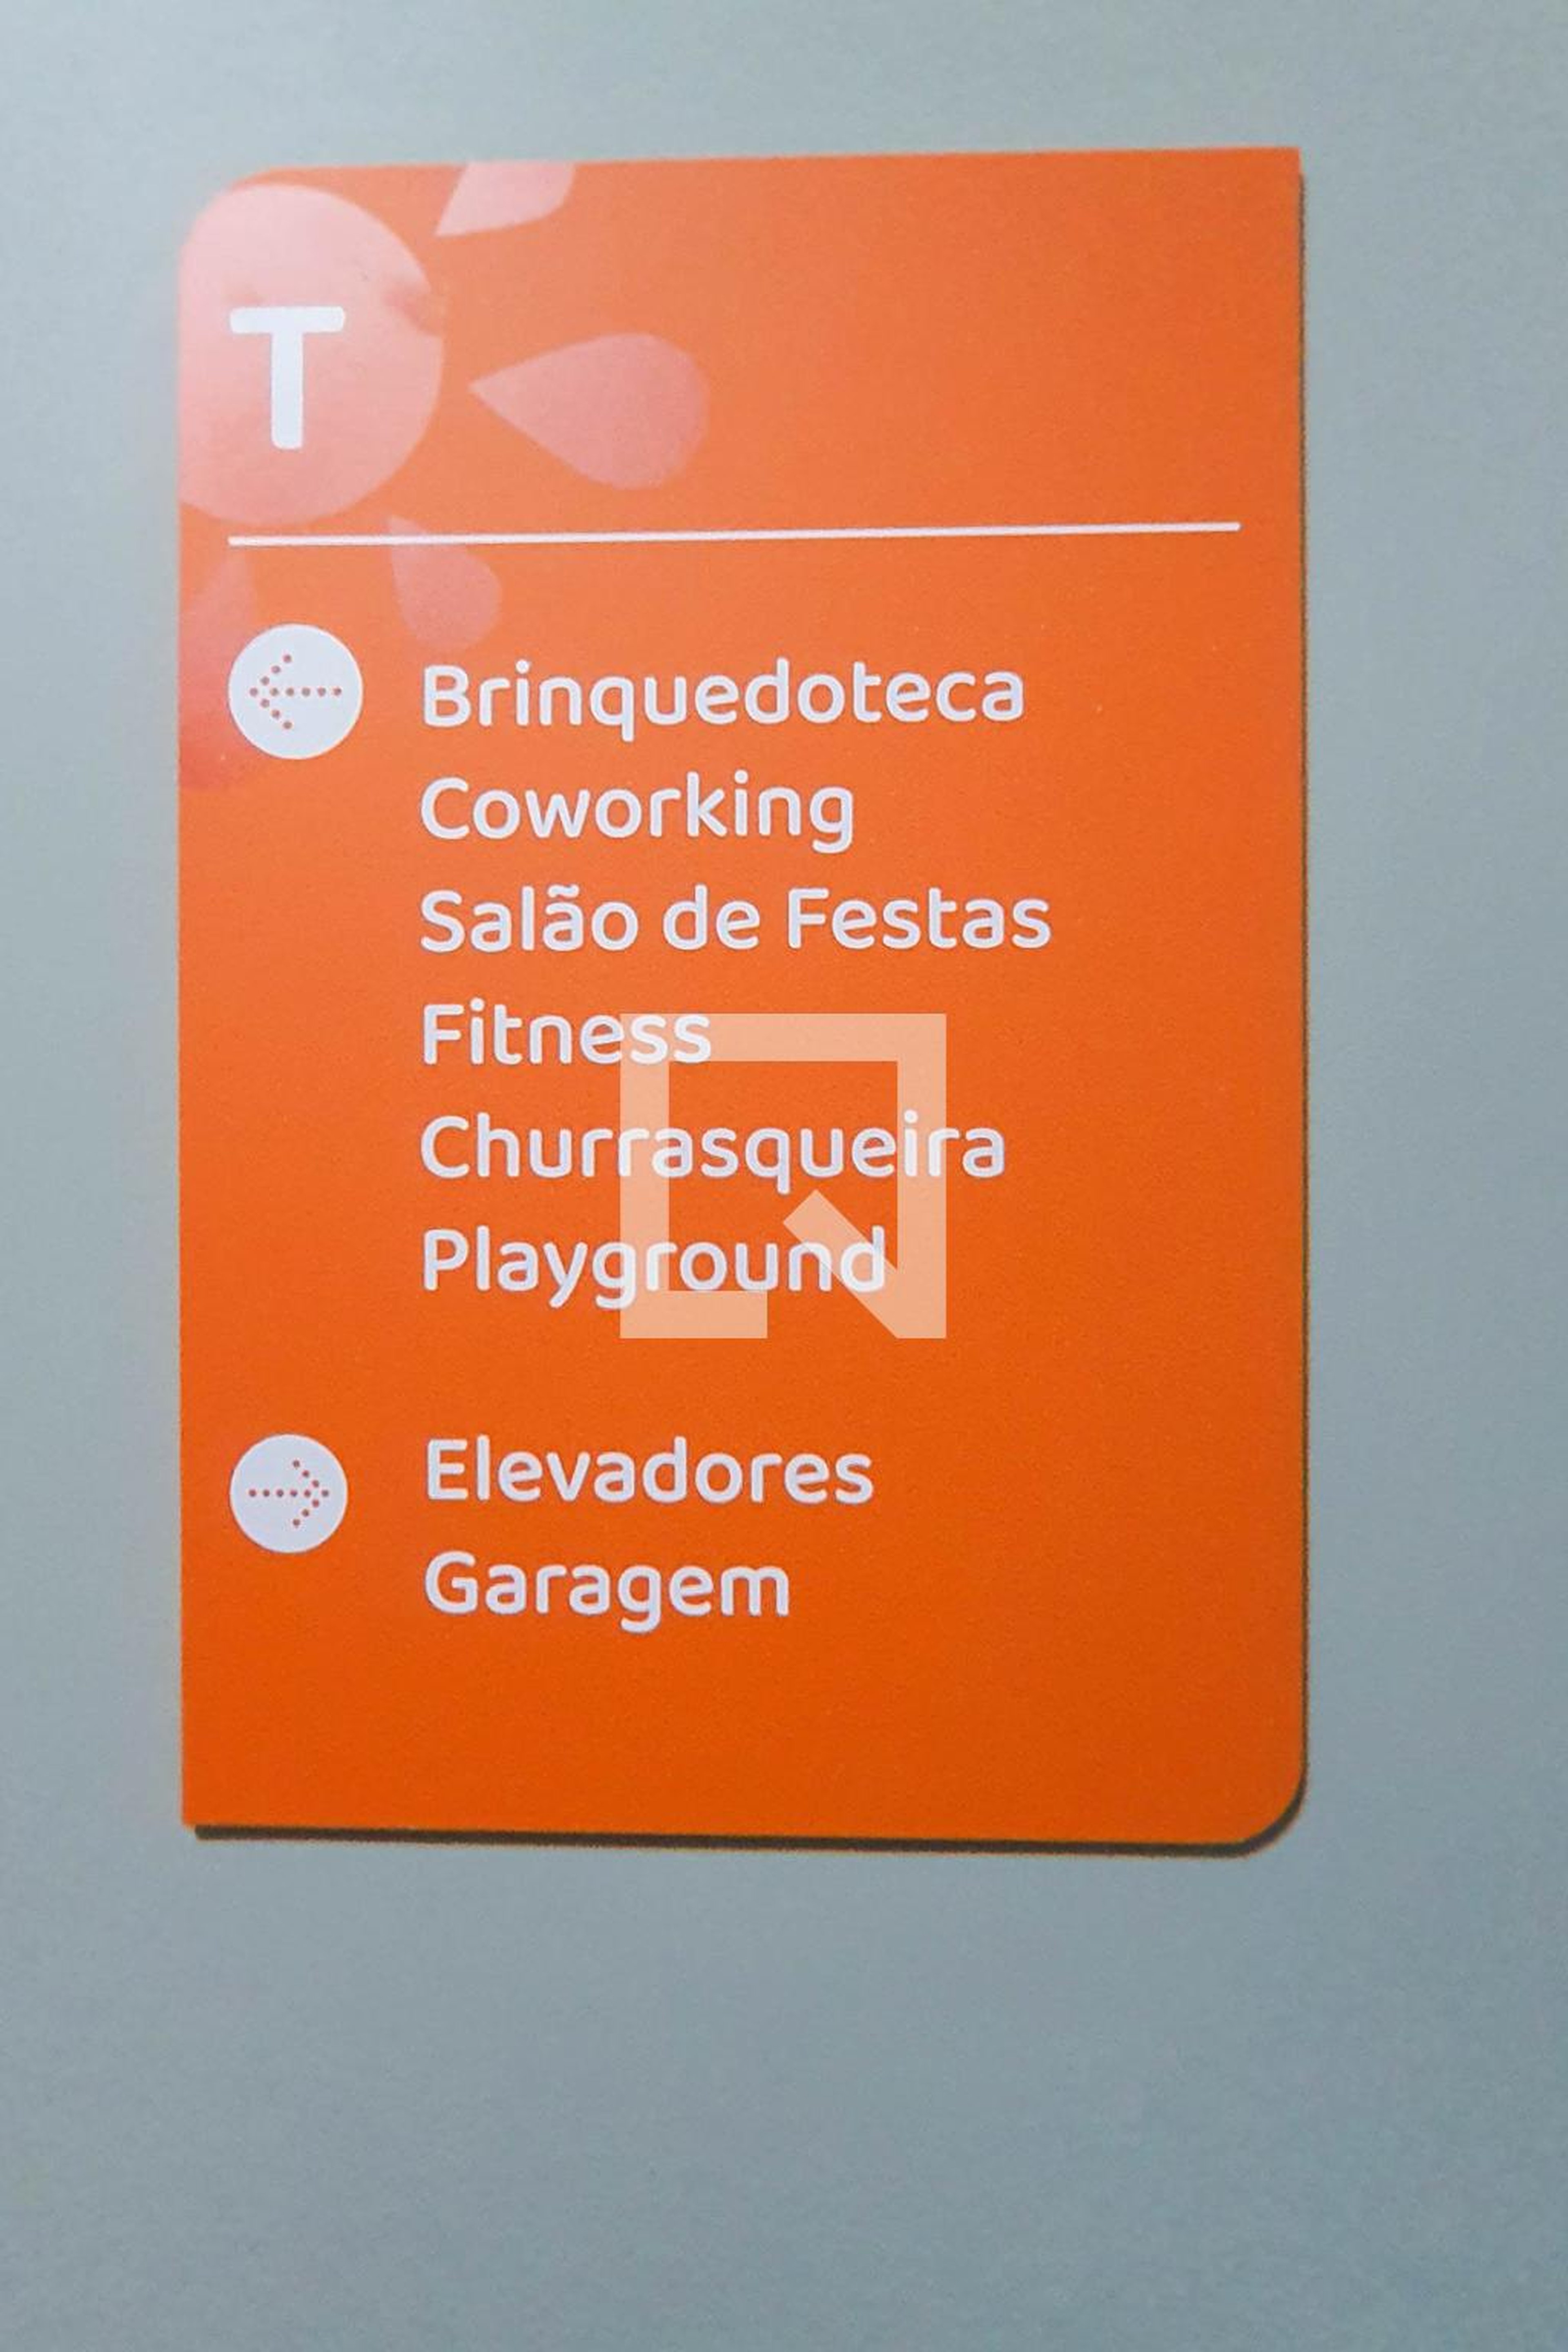 T
Brinquedoteca
Coworking
Salão de Festas
Fitness
Churrasqueira
Playground
Elevadores
Garagem